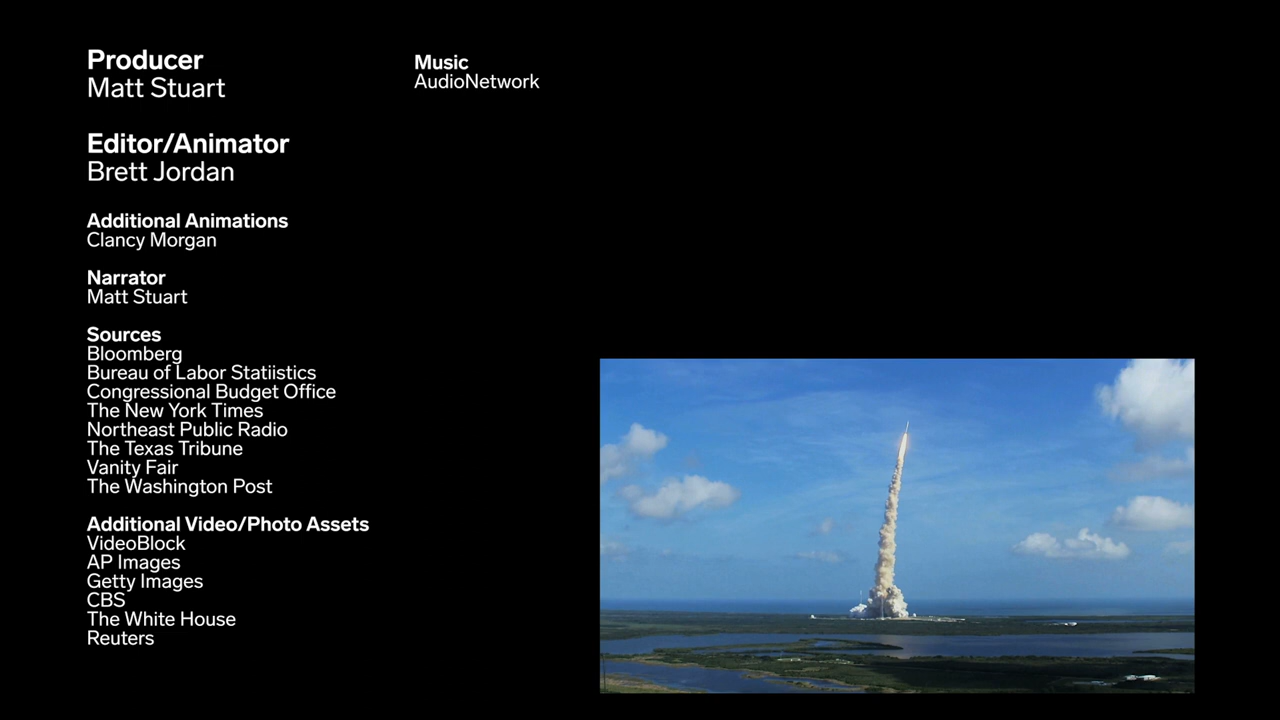 Producer
Matt Stuart
Editor/Animator
Brett Jordan
Additional Animations
Clancy Morgan
Narrator
Matt Stuart
Sources
Bloomberg
Bureau of Labor Statiistics
Congressional Budget Office
The New York Times
Northeast Public Radio
The Texas Tribune
Vanity Fair
The Washington Post
Additional Video/Photo Assets
VideoBlock
AP Images
Getty Images
CBS
The White House
Reuters
Music
AudioNetwork